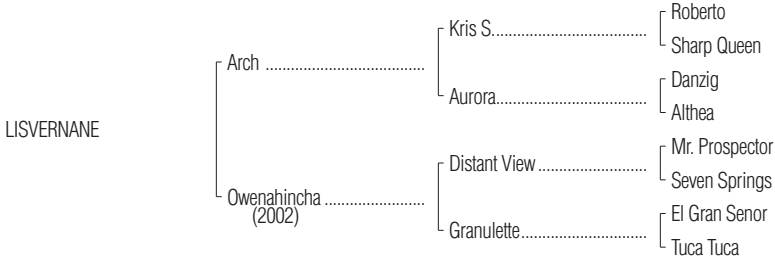 Roberto
Kris S.
Sharp Queen
Arch
Danzig
Aurora
Althea
LISVERNANE
Mr. Prospector
Distant View
Seven Springs
Owenahincha
(2002)
El Gran Senor
Granulette
Tuca Tuca